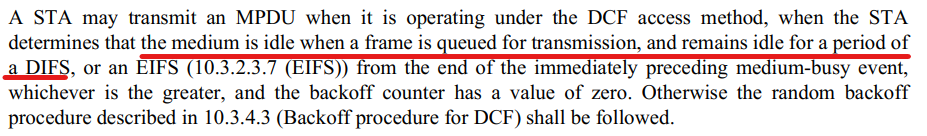 A STA may transmit an MPDU when it is operating under the DCF access method, when the STA
determines that the medium is idle when a frame is queued for transmission, and remains idle for a period of
a DIFS, or an EIFS (10.3.2.3.7 (EIFS)) from the end of the immediately preceding medium-busy event,
whichever is the greater, and the backoff counter has a value of zero. Otherwise the random backoff
procedure described in 10.3.4.3 (Backoff procedure for DCF) shall be followed.